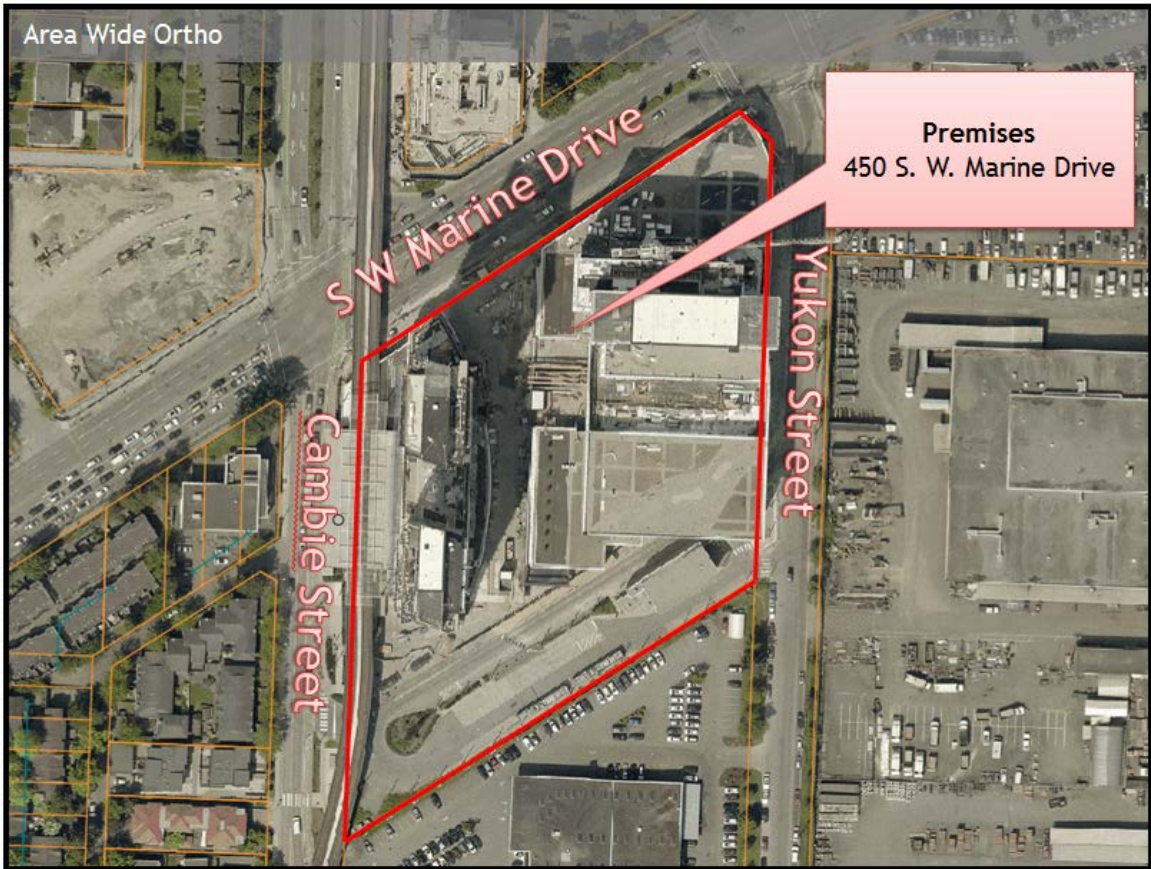 Area Wide Ortho
Premises
450 S. W. Marine Drive
S W Marine Drive
Yukon Street
Cambie Street